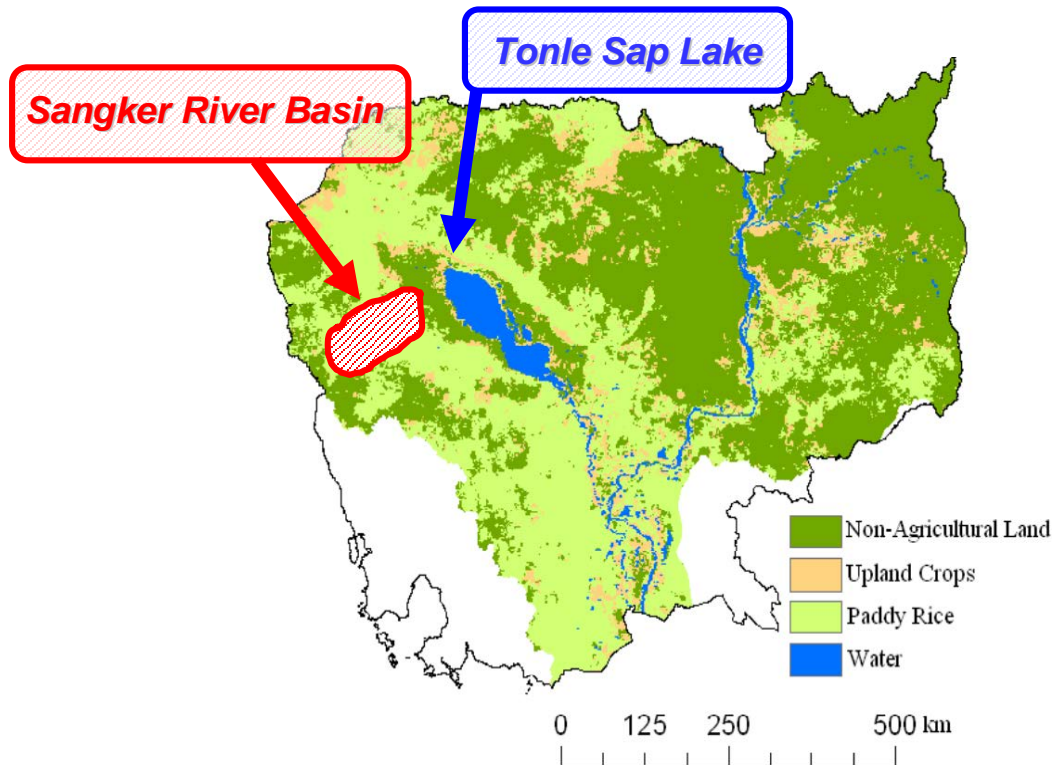 Tonle Sap Lake
Sangker River Basin
Non-Agricultural Land
Upland Crops
Paddy Rice
Water
0 125 250 500 km